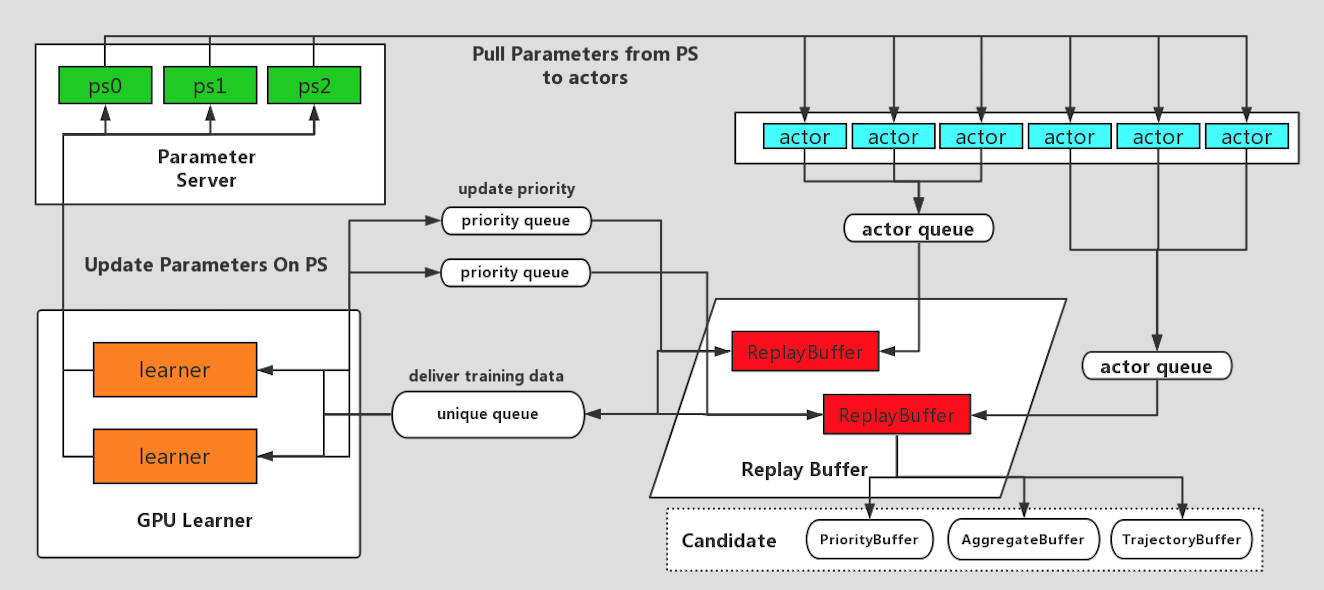 Pull Parameters from PS
to actors
ps0
ps1
ps2
Parameter
Server
actor
actor
actor
actor
actor
actor
update priority
priority queue
actor queue
Update Parameters On PS
priority queue
ReplayBuffer
learner
actor queue
deliver training data
unique queue
ReplayBuffer
learner
Replay Buffer
GPU Learner
Candidate
PriorityBuffer
AggregateBuffer
TrajectoryBuffer